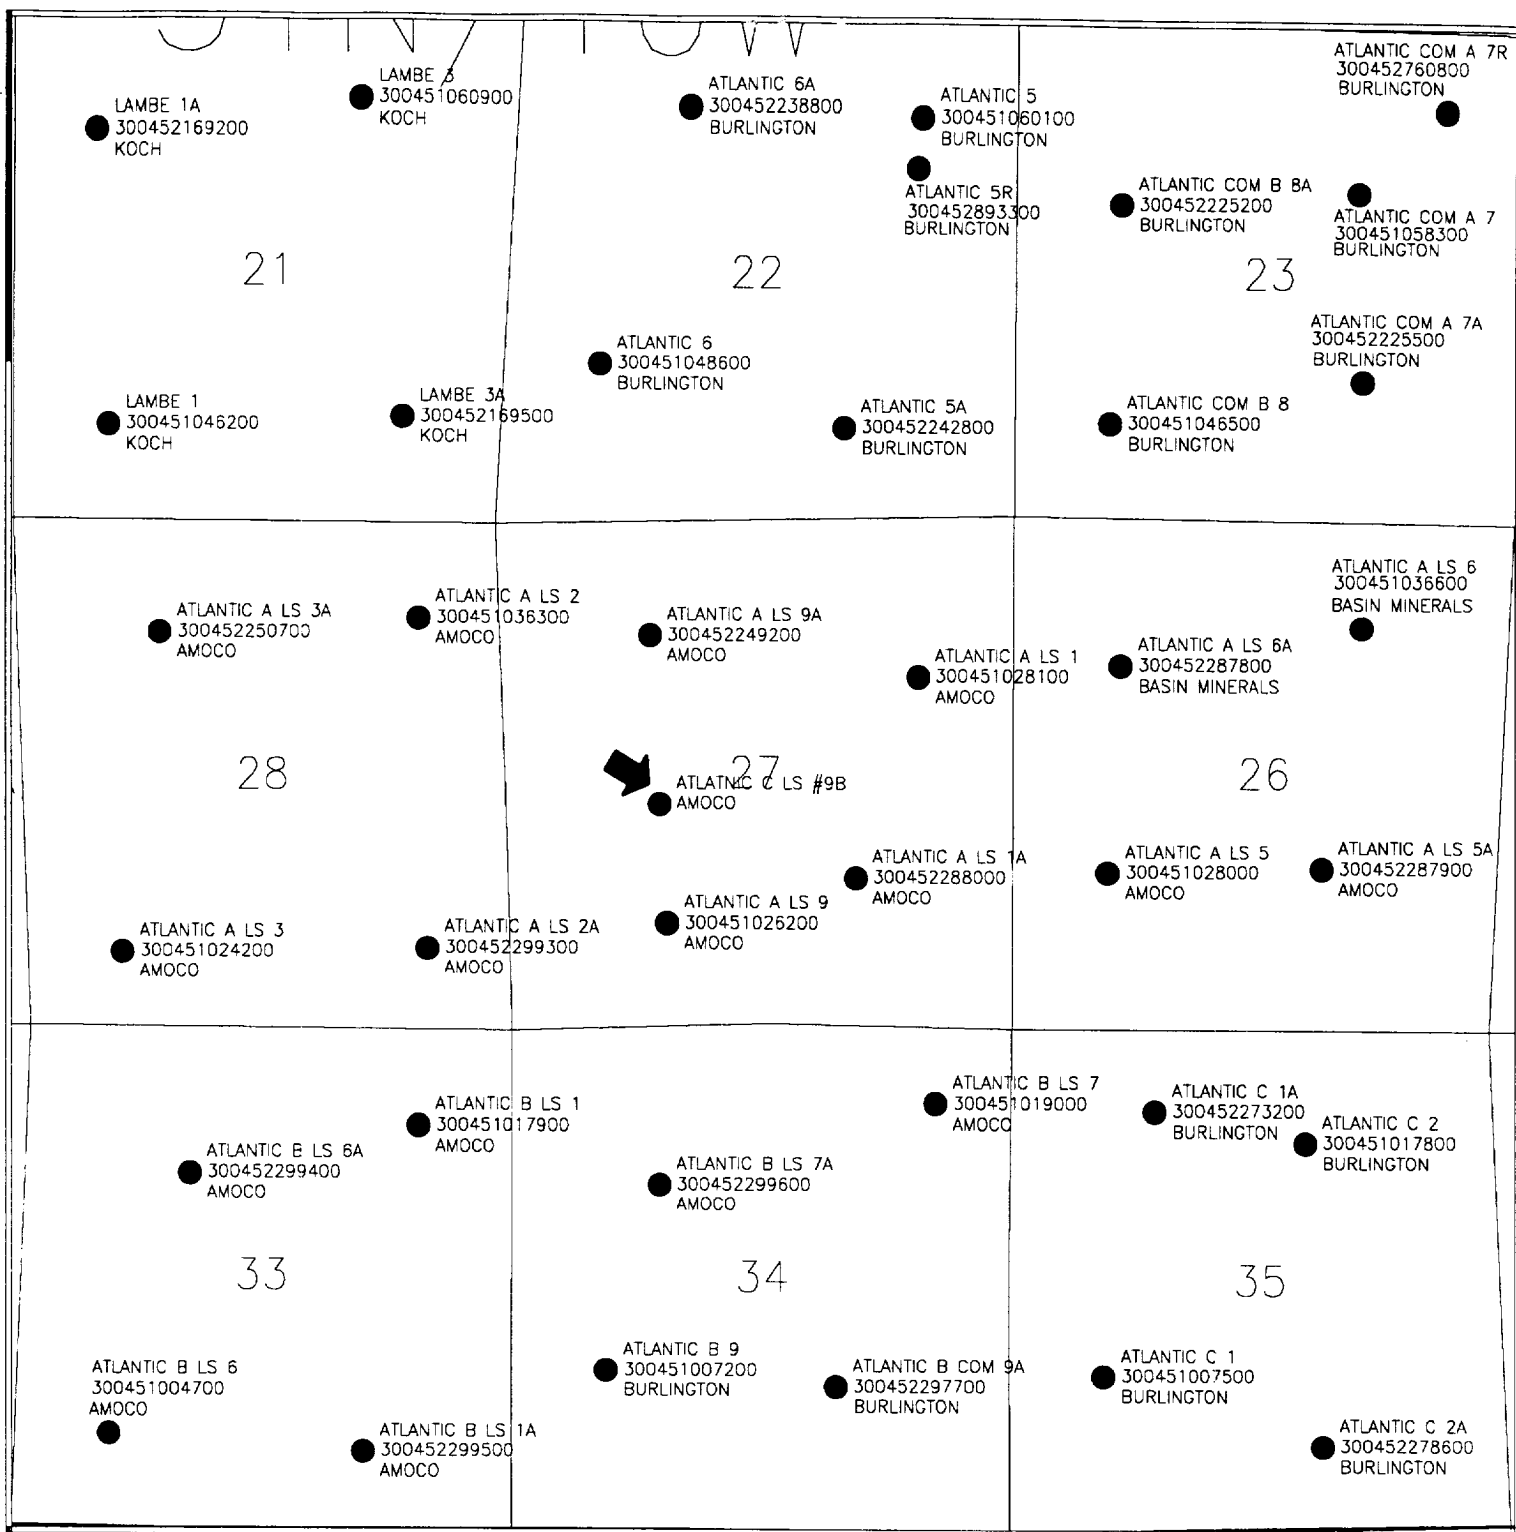 LAMBE 1A
300452169200
KOCH
LAMBE 3
300451060900
KOCH
21
LAMBE 1
300451046200
KOCH
LAMBE 3A
300452169500
KOCH
ATLANTIC 6A
300452238800
BURLINGTON
ATLANTIC 5
300451060100
BURLINGTON
ATLANTIC 5R
300452893300
BURLINGTON
22
ATLANTIC 6
300451048600
BURLINGTON
ATLANTIC 5A
300452242800
BURLINGTON
ATLANTIC COM A 7R
300452760800
BURLINGTON
ATLANTIC COM B 8A
300452225200
BURLINGTON
ATLANTIC COM A 7
300451058300
BURLINGTON
23
ATLANTIC COM A 7A
300452225500
BURLINGTON
ATLANTIC COM B 8
300451046500
BURLINGTON
ATLANTIC A LS 3A
300452250700
AMOCO
ATLANTIC A LS 2
300451036300
AMOCO
28
ATLANTIC A LS 3
300451024200
AMOCO
ATLANTIC A LS 2A
300452299300
AMOCO
ATLANTIC A LS 9A
300452249200
AMOCO
ATLANTIC A LS 1
300451028100
AMOCO
27
ATLATNIC C LS #9B
AMOCO
ATLANTIC A LS 1A
300452288000
AMOCO
ATLANTIC A LS 9
300451026200
AMOCO
ATLANTIC A LS 6
300451036600
BASIN MINERALS
ATLANTIC A LS 6A
300452287800
BASIN MINERALS
26
ATLANTIC A LS 5
300451028000
AMOCO
ATLANTIC A LS 5A
300452287900
AMOCO
ATLANTIC B LS 1
300451017900
AMOCO
ATLANTIC B LS 6A
300452299400
AMOCO
33
ATLANTIC B LS 6
300451004700
AMOCO
ATLANTIC B LS 1A
300452299500
AMOCO
ATLANTIC B LS 7
300451019000
AMOCO
ATLANTIC B LS 7A
300452299600
AMOCO
34
ATLANTIC B 9
300451007200
BURLINGTON
ATLANTIC B COM 9A
300452297700
BURLINGTON
ATLANTIC C 1A
300452273200
BURLINGTON
ATLANTIC C 2
300451017800
BURLINGTON
35
ATLANTIC C 1
300451007500
BURLINGTON
ATLANTIC C 2A
300452278600
BURLINGTON